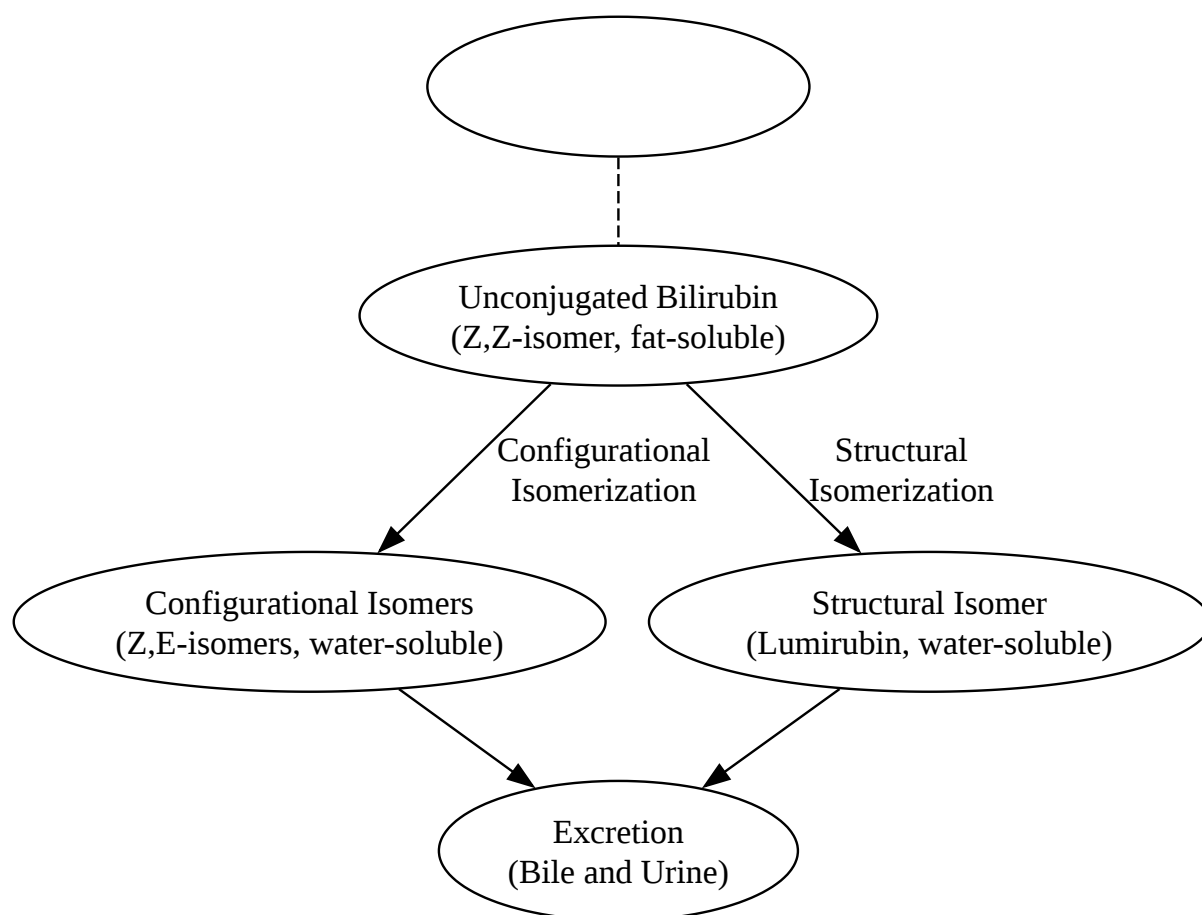 Unconjugated Bilirubin
(Z,Z-isomer, fat-soluble)
Configurational
Isomerization
Structural
Isomerization
Configurational Isomers
(Z,E-isomers, water-soluble)
Structural Isomer
(Lumirubin, water-soluble)
Excretion
(Bile and Urine)